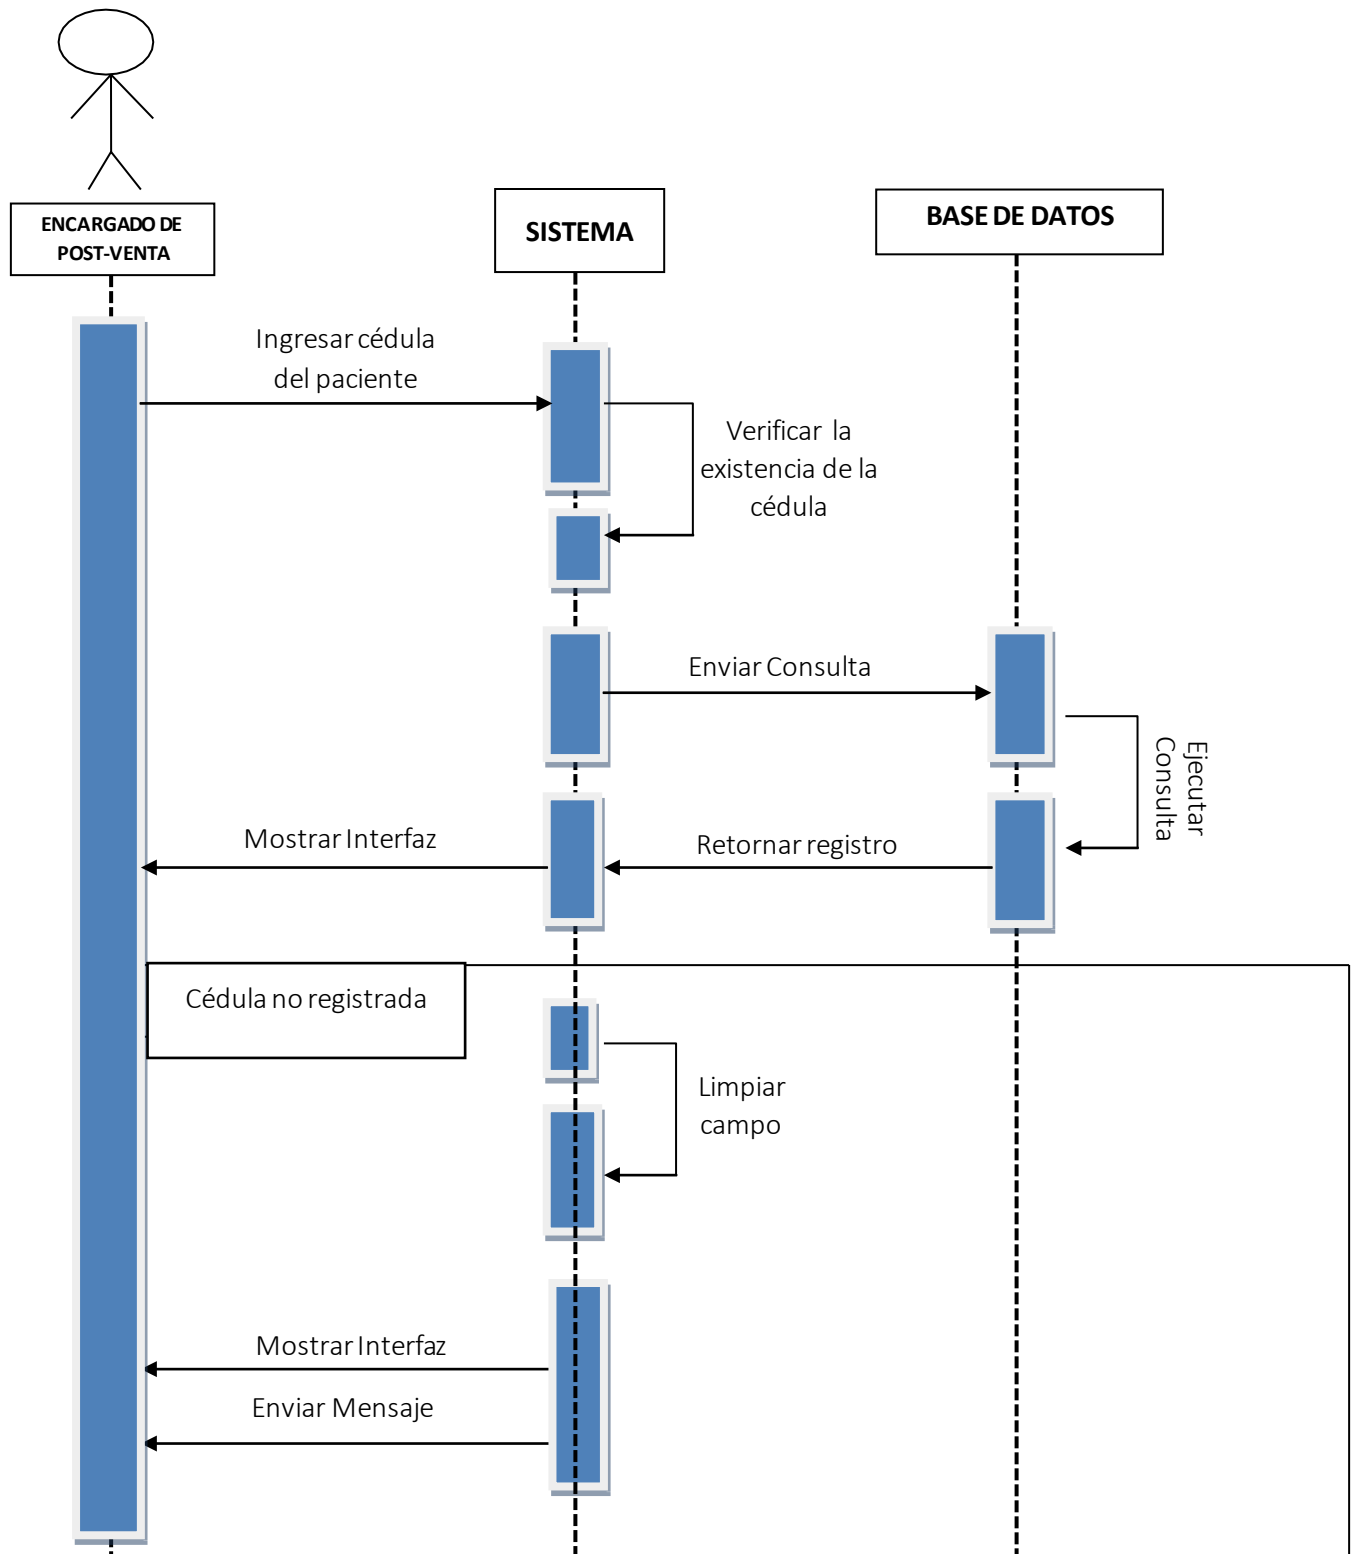 ENCARGADO DE
POST-VENTA
SISTEMA
BASE DE DATOS
Ingresar cédula
del paciente
Verificar la
existencia de la
cédula
Enviar Consulta
Ejecutar
Consulta
Mostrar Interfaz
Retornar registro
Cédula no registrada
Limpiar
campo
Mostrar Interfaz
Enviar Mensaje